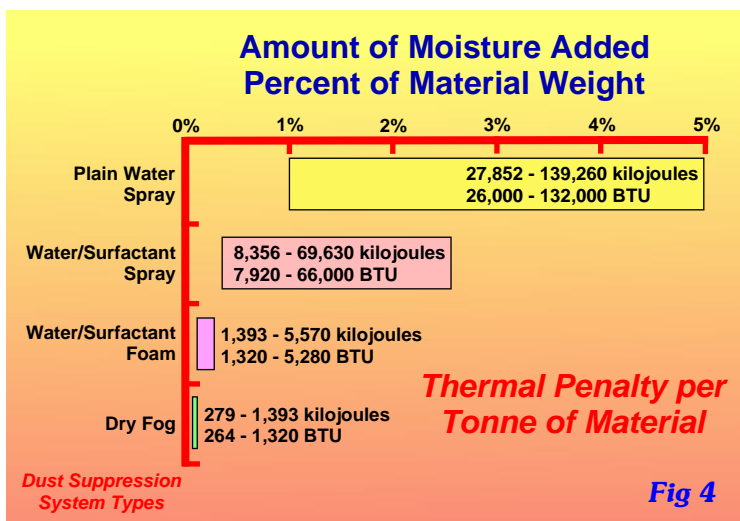 Amount of Moisture Added
Percent of Material Weight
0% 1% 2% 3% 4% 5%
Plain Water
Spray
27,852 - 139,260 kilojoules
26,000 - 132,000 BTU
Water/Surfactant
Spray
8,356 - 69,630 kilojoules
7,920 - 66,000 BTU
Water/Surfactant
Foam
1,393 - 5,570 kilojoules
1,320 - 5,280 BTU
Dry Fog
279 - 1,393 kilojoules
264 - 1,320 BTU
Thermal Penalty per
Tonne of Material
Dust Suppression
System Types
Fig 4